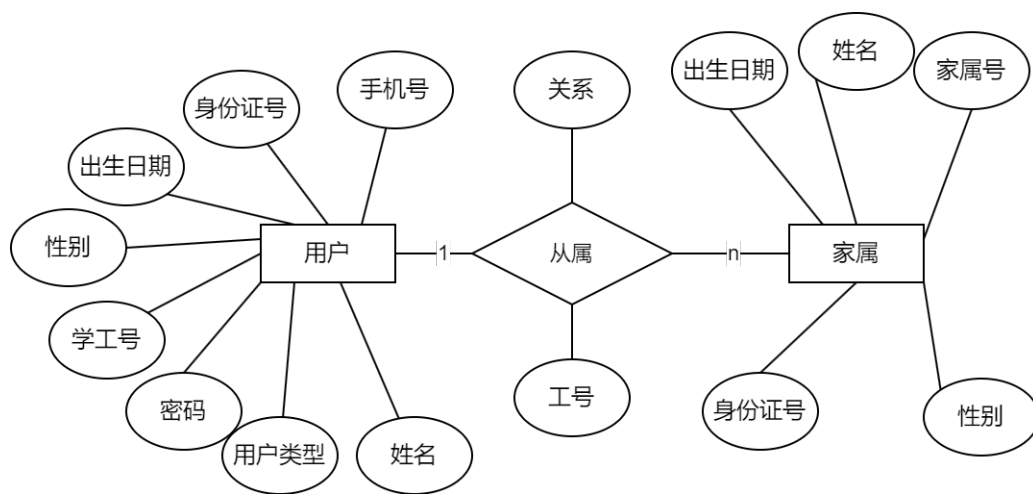 姓名
出生日期
家属号
手机号
关系
身份证号
出生日期
性别
用户
1
从属
n
家属
学工号
工号
密码
身份证号
性别
用户类型
姓名